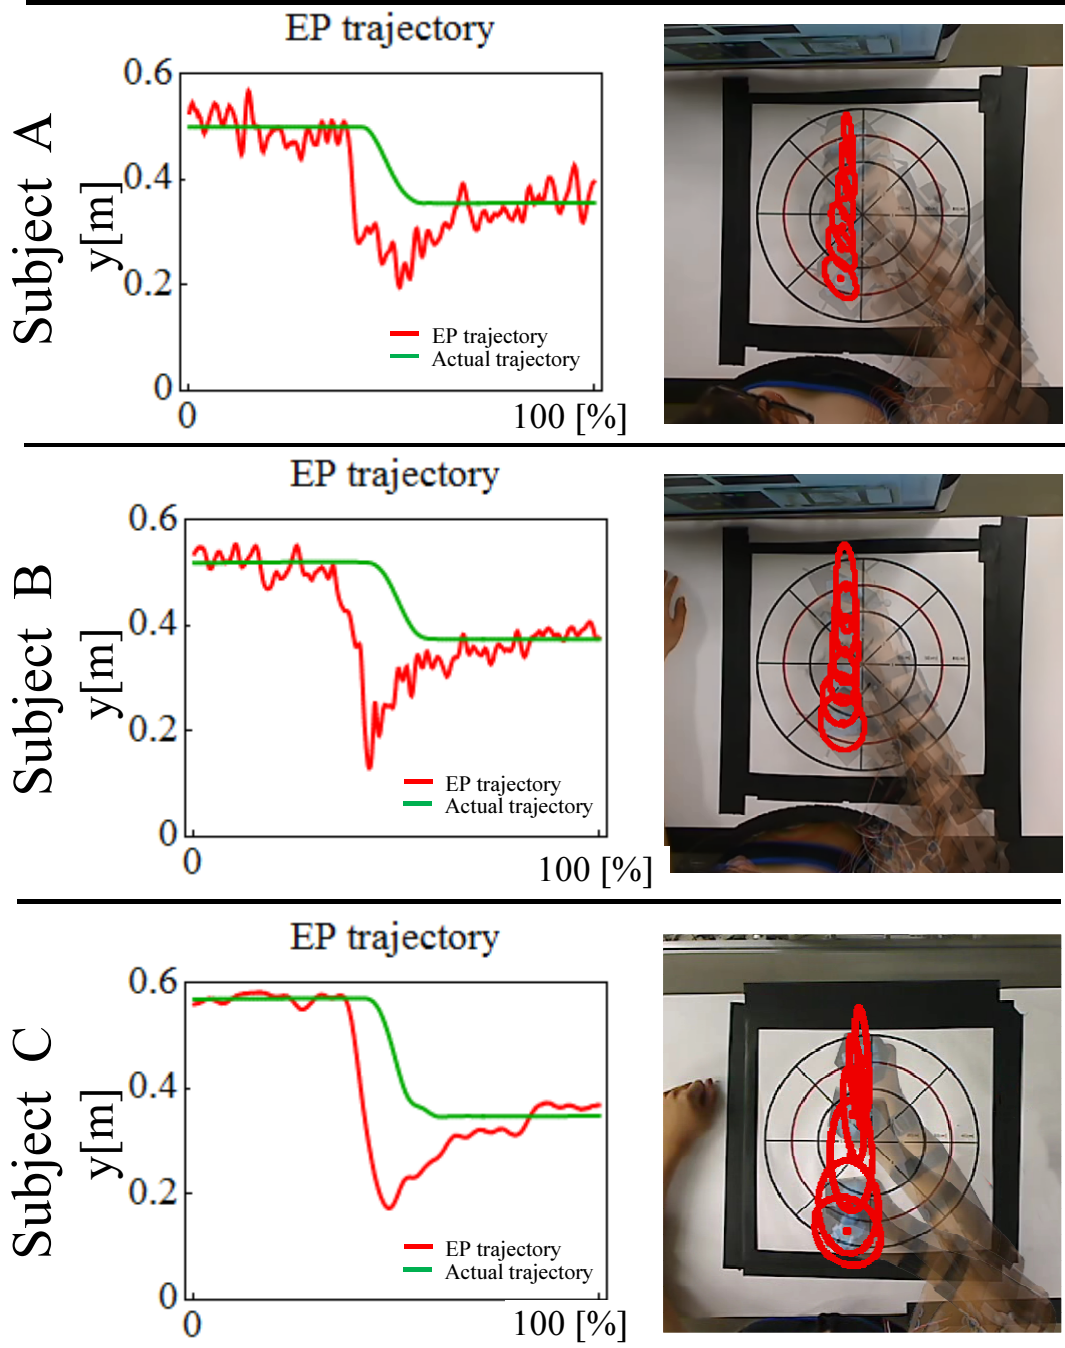 EP trajectory
Subject A
y[m]
0.6
0.4
0.2
0
EP trajectory
Actual trajectory
0
100 [%]
EP trajectory
Subject B
y[m]
0.6
0.4
0.2
0
EP trajectory
Actual trajectory
0
100 [%]
EP trajectory
Subject C
y[m]
0.6
0.4
0.2
0
EP trajectory
Actual trajectory
0
100 [%]